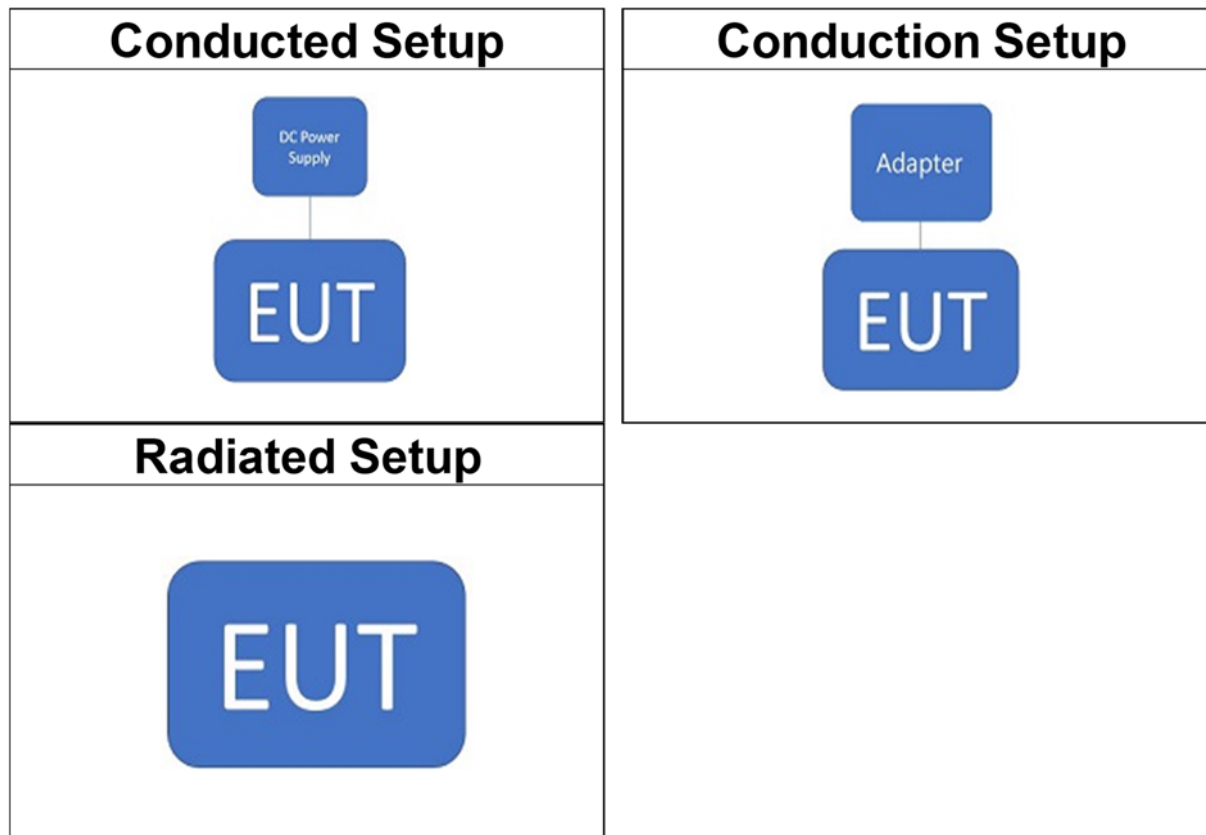 Conducted Setup
DC Power
Supply
EUT
Conduction Setup
Adapter
EUT
Radiated Setup
EUT